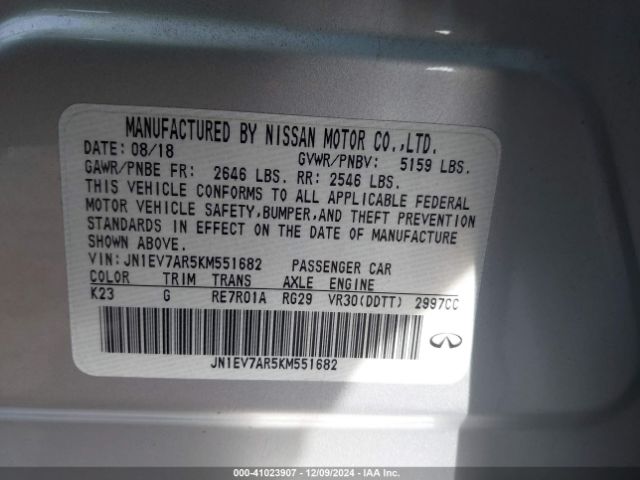 MANUFACTURED BY NISSAN MOTOR CO.,LTD.
DATE: 08/18 GVWR/PNBV: 5159 LBS.
GAWR/PNBE FR: 2646 LBS. RR: 2546 LBS.
THIS VEHICLE CONFORMS TO ALL APPLICABLE FEDERAL
MOTOR VEHICLE SAFETY,BUMPER,AND THEFT PREVENTION
STANDARDS IN EFFECT ON THE DATE OF MANUFACTURE
SHOWN ABOVE.
VIN: JN1EV7AR5KM551682 PASSENGER CAR
COLOR TRIM TRANS AXLE ENGINE
K23 G RE7R01A RG29 VR30(DDTT) 2997CC
JN1EV7AR5KM551682
000-41023907 - 12/09/2024 - IAA Inc.